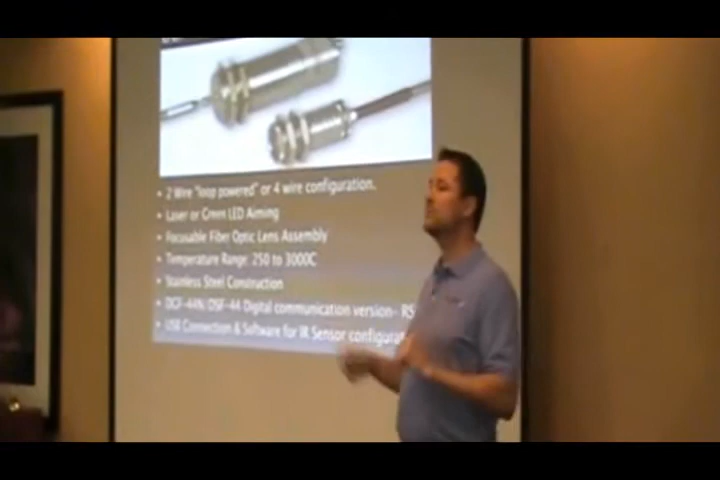 • 2 Wire "loop powered" or 4 wire configuration.
• Laser or Green LED Aiming
• Focusable Fiber Optic Lens Assembly
• Temperature Range: 250 to 3000C
• Stainless Steel Construction
• DCF-44N/DSF-44 Digital communication version- RS
• USB Connection & Software for IR Sensor configurat